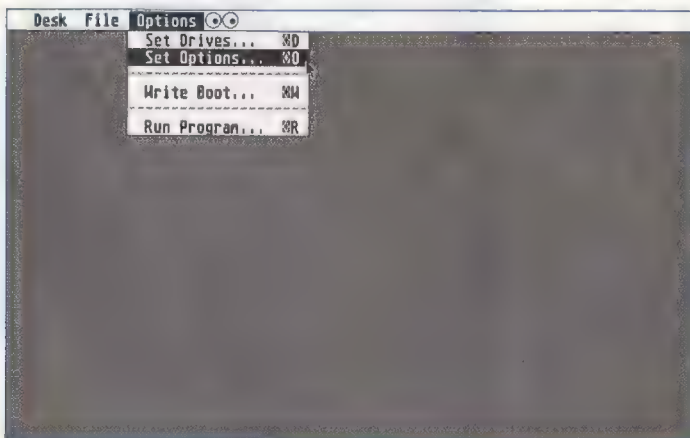 Desk File Options
Set Drives... ⌘D
Set Options... ⌘O
Write Boot... ⌘W
Run Program... ⌘R